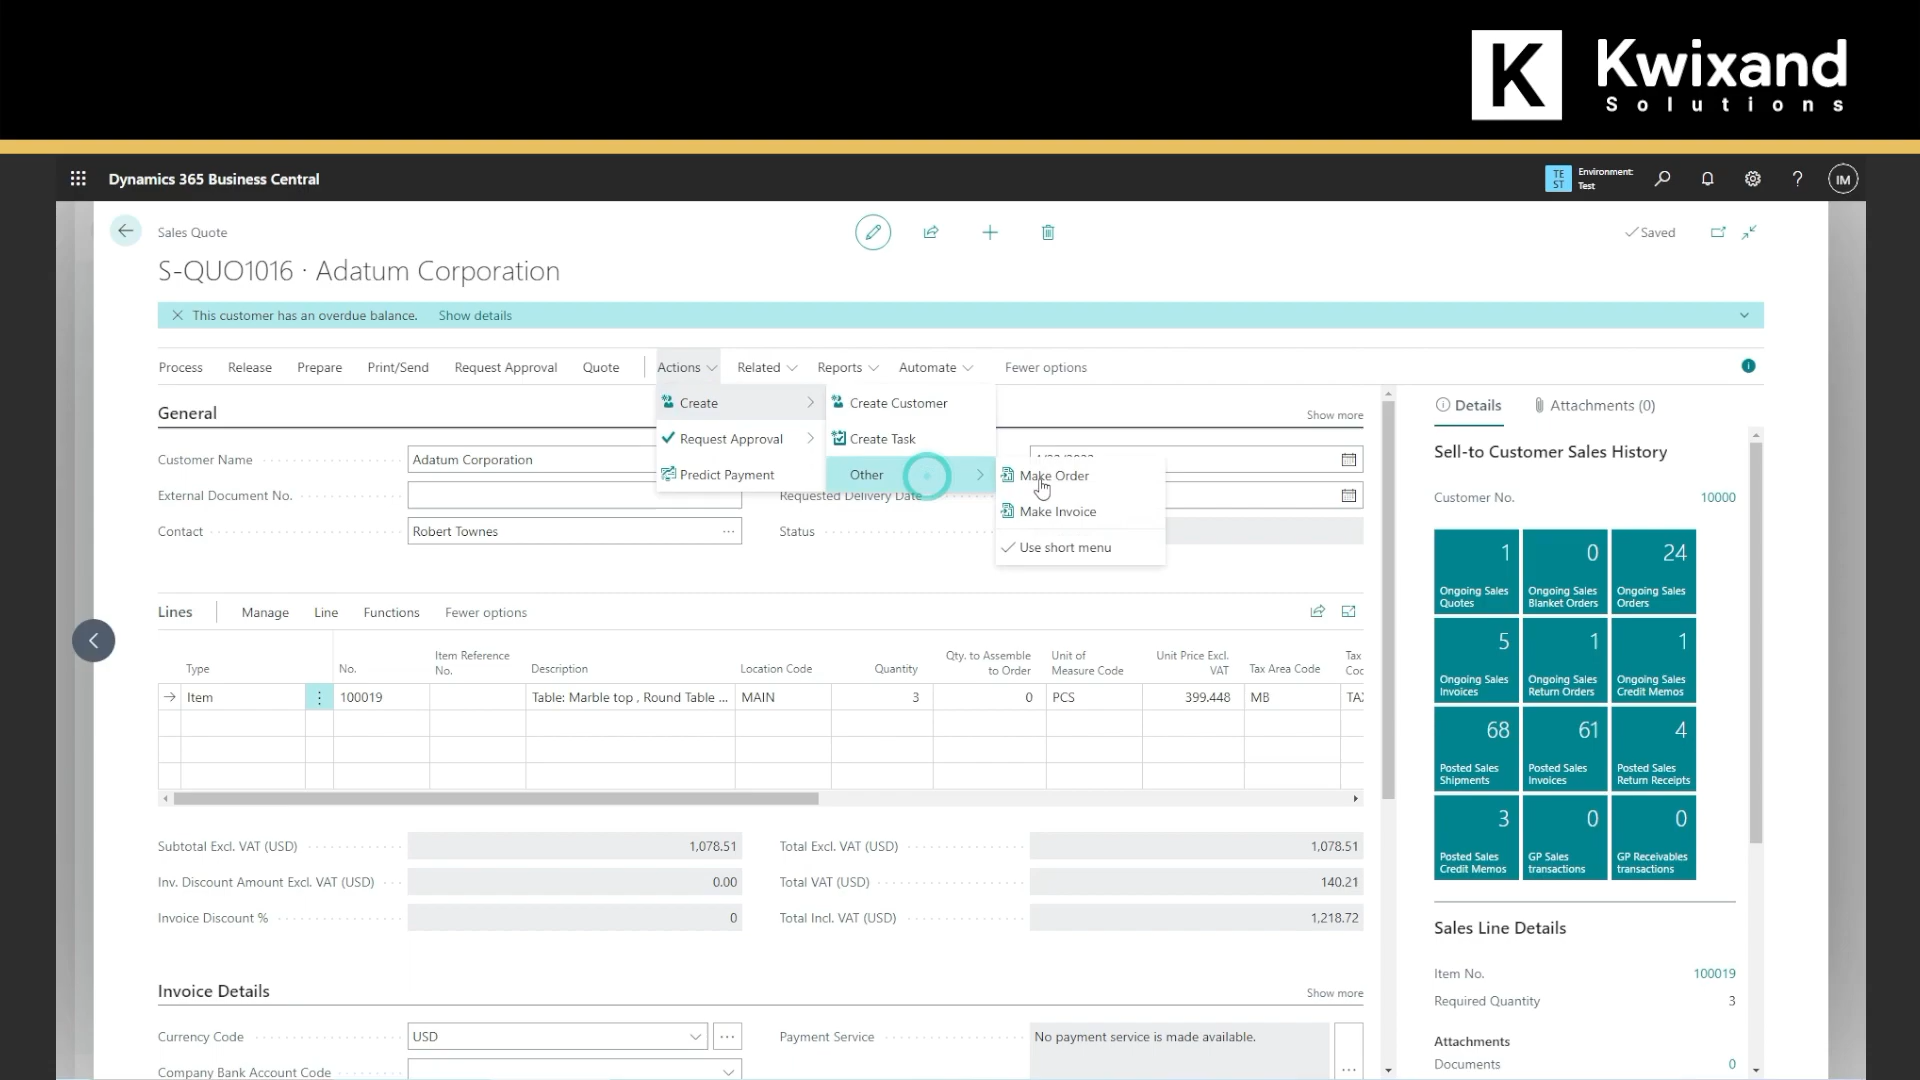 K Kwixand
Solutions
Dynamics 365 Business Central
TE
ST
Environment:
Test
IM
Sales Quote
Saved
S-QUO1016 · Adatum Corporation
This customer has an overdue balance. Show details
Process Release Prepare Print/Send Request Approval Quote Actions Related Reports Automate Fewer options
Create
Request Approval
Predict Payment
Create Customer
Create Task
Other
Make Order
Make Invoice
Use short menu
General
Show more
Customer Name Adatum Corporation
External Document No.
Requested Delivery Date
Contact Robert Townes ...
Status
Lines Manage Line Functions Fewer options
Type
No.
Item Reference
No.
Description
Location Code
Quantity
Qty. to Assemble
to Order
Unit of
Measure Code
Unit Price Excl.
VAT
Tax Area Code
Tax
Item 100019 Table: Marble top , Round Table ... MAIN 3 0 PCS 399.448 MB
Subtotal Excl. VAT (USD) 1,078.51
Total Excl. VAT (USD) 1,078.51
Inv. Discount Amount Excl. VAT (USD) 0.00
Total VAT (USD) 140.21
Invoice Discount % 0
Total Incl. VAT (USD) 1,218.72
Invoice Details
Show more
Currency Code USD ...
Payment Service No payment service is made available.
...
Company Bank Account Code
Details Attachments (0)
Sell-to Customer Sales History
Customer No. 10000
1
Ongoing Sales
Quotes
0
Ongoing Sales
Blanket Orders
24
Ongoing Sales
Orders
5
Ongoing Sales
Invoices
1
Ongoing Sales
Return Orders
1
Ongoing Sales
Credit Memos
68
Posted Sales
Shipments
61
Posted Sales
Invoices
4
Posted Sales
Return Receipts
3
Posted Sales
Credit Memos
0
GP Sales
transactions
0
GP Receivables
transactions
Sales Line Details
Item No. 100019
Required Quantity 3
Attachments
Documents 0